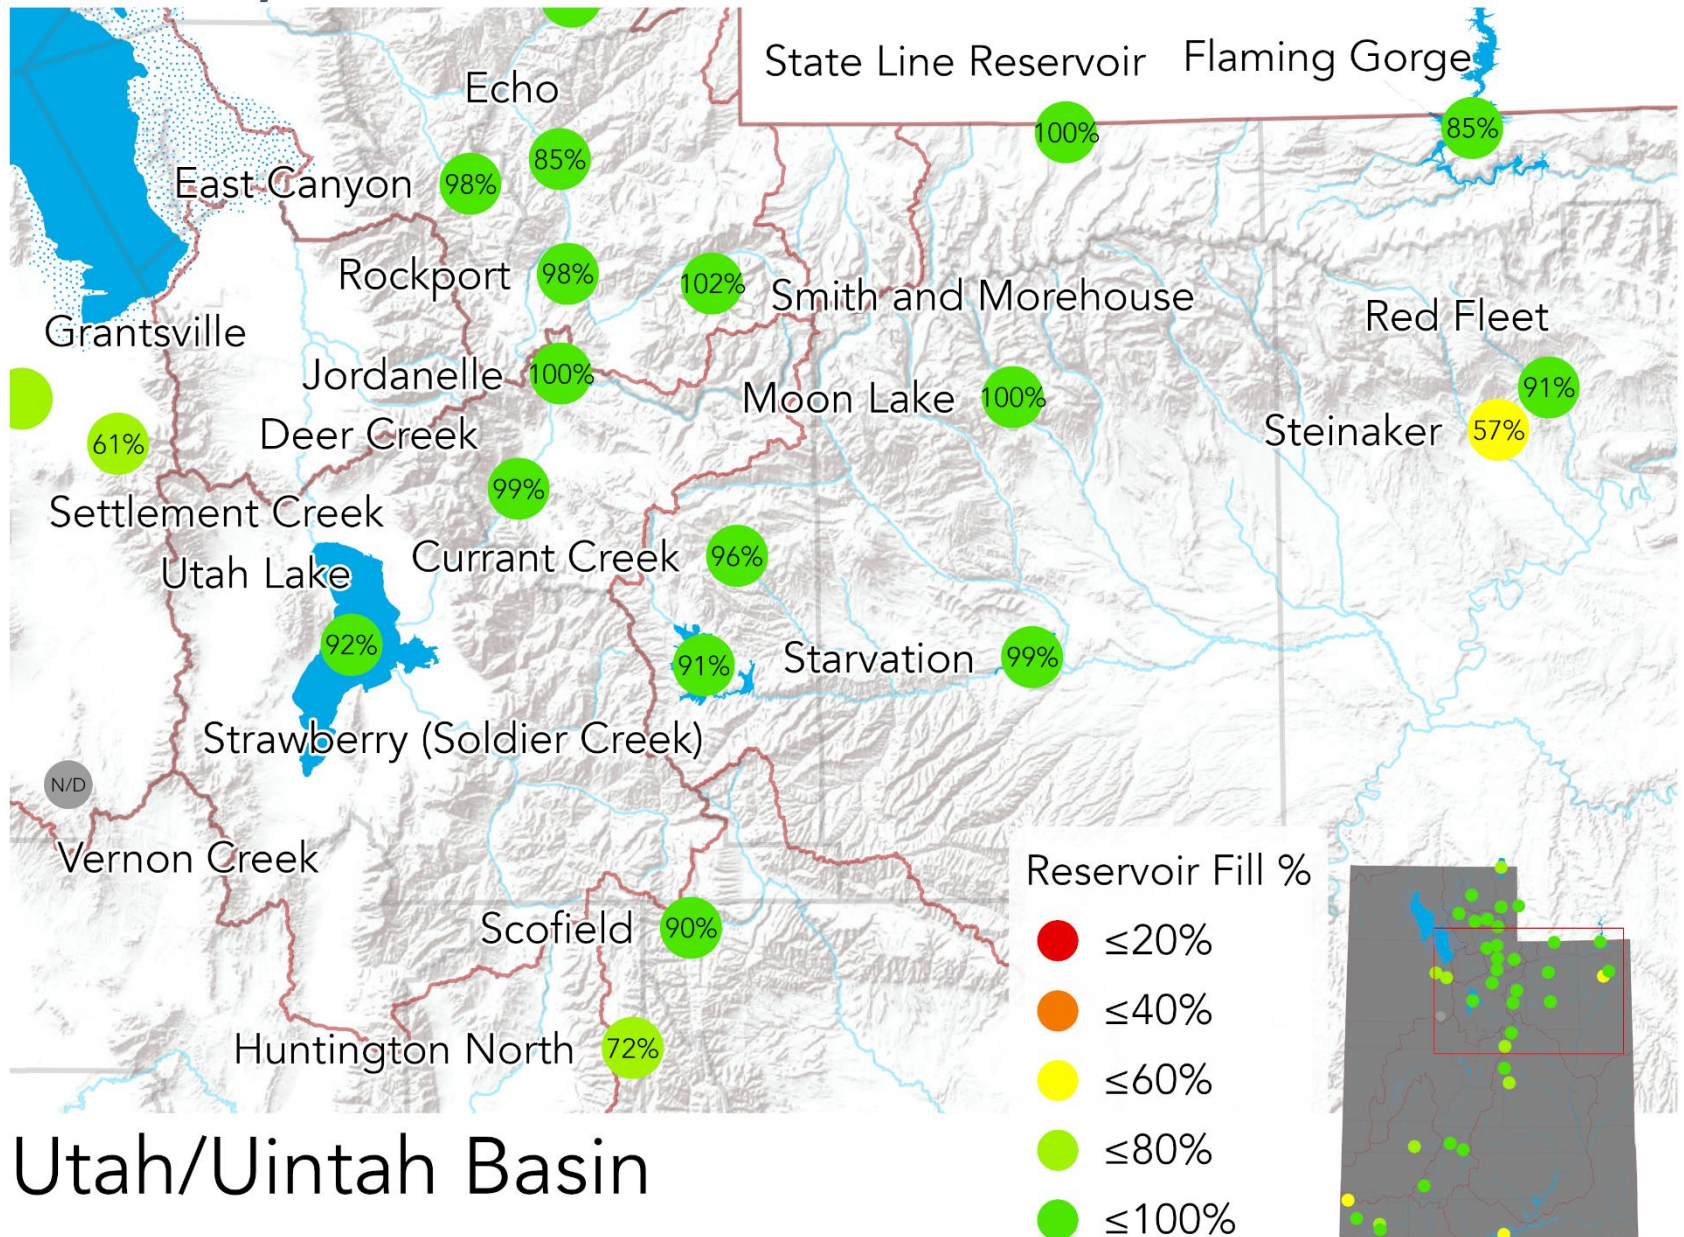 State Line Reservoir
Flaming Gorge
Echo
100%
85%
85%
East Canyon
98%
Rockport
98%
102%
Smith and Morehouse
Red Fleet
Grantsville
Jordanelle
100%
Moon Lake
100%
91%
Deer Creek
Steinaker
57%
61%
99%
Settlement Creek
Currant Creek
96%
Utah Lake
92%
91%
Starvation
99%
Strawberry (Soldier Creek)
N/D
Vernon Creek
Scofield
90%
Huntington North
72%
Reservoir Fill %
≤20%
≤40%
≤60%
≤80%
≤100%
Utah/Uintah Basin